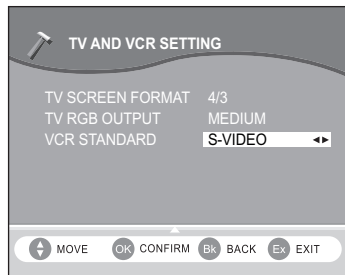 TV AND VCR SETTING
TV SCREEN FORMAT 4/3
TV RGB OUTPUT MEDIUM
VCR STANDARD S-VIDEO
MOVE OK CONFIRM Bk BACK Ex EXIT